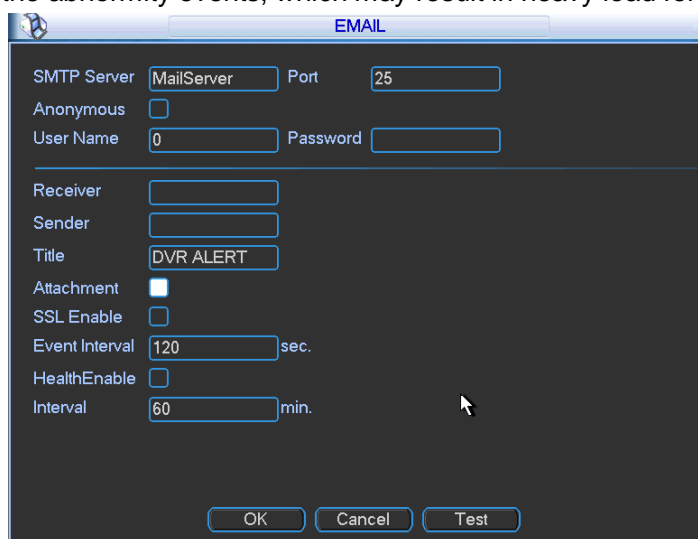 the abnormity events, which may result in heavy load for
EMAIL
SMTP Server MailServer Port 25
Anonymous
User Name 0 Password
Receiver
Sender
Title DVR ALERT
Attachment
SSL Enable
Event Interval 120 sec.
HealthEnable
Interval 60 min.
OK Cancel Test